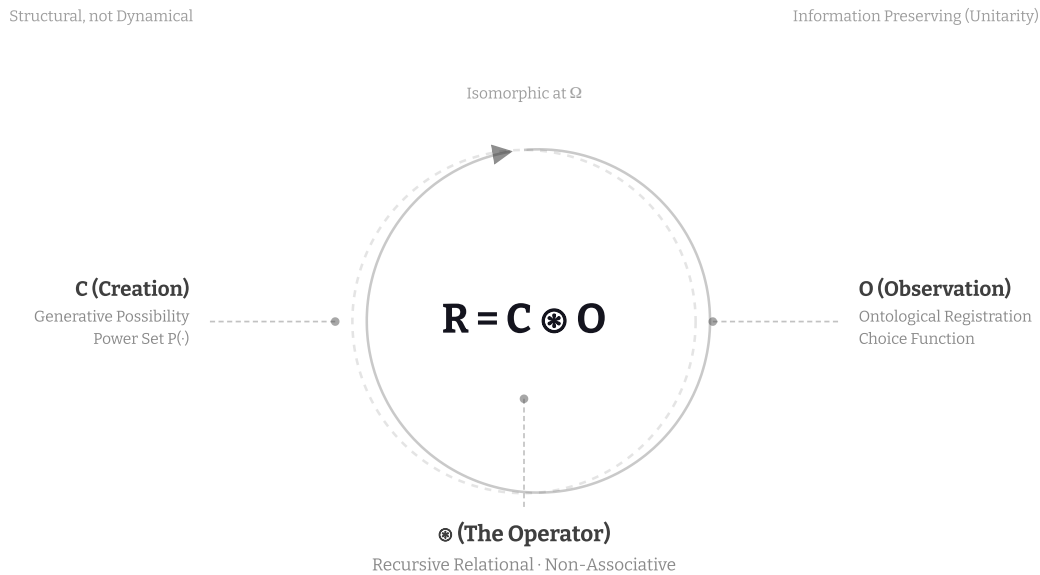 Structural, not Dynamical
Information Preserving (Unitarity)
Isomorphic at Ω
C (Creation)
Generative Possibility
Power Set P(·)
R = C ⊛ O
O (Observation)
Ontological Registration
Choice Function
⊛ (The Operator)
Recursive Relational · Non-Associative